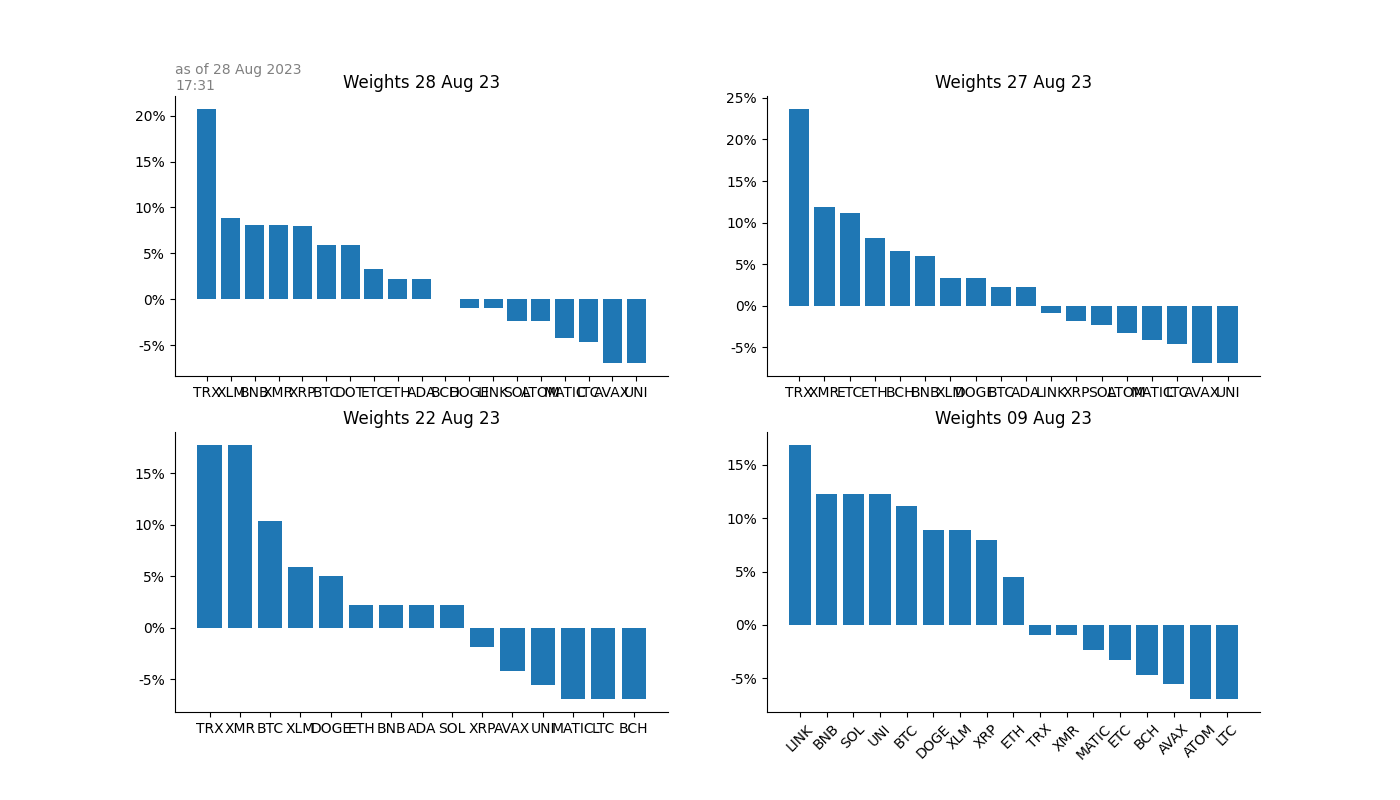 as of 28 Aug 2023
17:31
Weights 28 Aug 23
20%
15%
10%
5%
0%
-5%
TRX XLM BNB XMR XRP BTC DOT ETC ETH ADA BCH DOGE LINK SOL ATOM MATIC LTC AVAX UNI
Weights 27 Aug 23
25%
20%
15%
10%
5%
0%
-5%
TRX XMR ETC ETH BCH BNB XLM DOGE BTC ADA LINK XRP SOL ATOM MATIC LTC AVAX UNI
Weights 22 Aug 23
15%
10%
5%
0%
-5%
TRX XMR BTC XLM DOGE ETH BNB ADA SOL XRP AVAX UNI MATIC LTC BCH
Weights 09 Aug 23
15%
10%
5%
0%
-5%
LINK BNB SOL UNI BTC DOGE XLM XRP ETH TRX XMR MATIC ETC BCH AVAX ATOM LTC